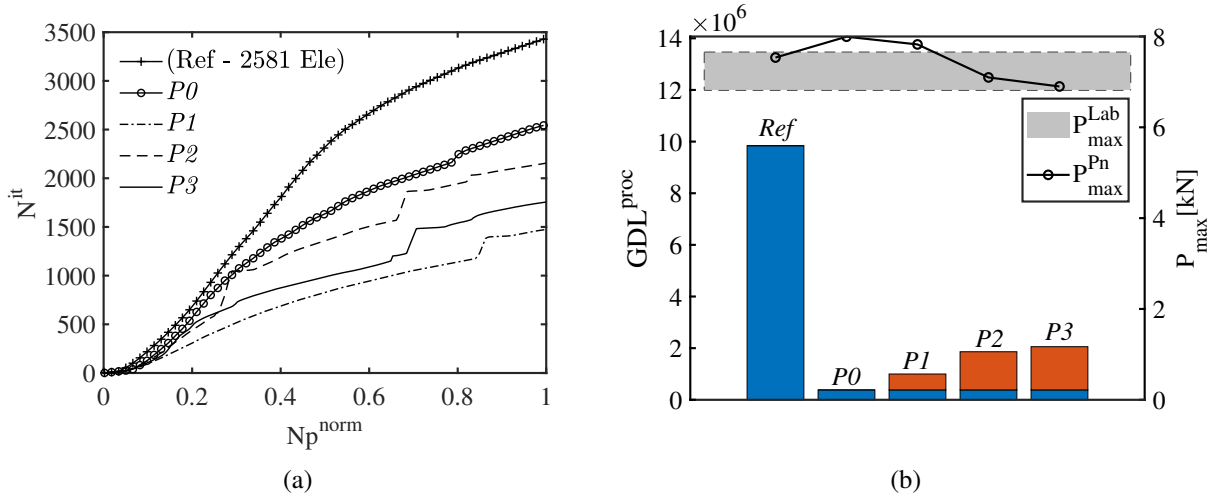 3500
3000
2500
2000
1500
1000
500
0
N^it
(Ref - 2581 Ele)
P0
P1
P2
P3
0 0.2 0.4 0.6 0.8 1
Np^norm
(a)
×10^6
14
12
10
8
6
4
2
0
GDL^proc
Ref
P0
P1
P2
P3
P_max^Lab
P_max^Pn
8
6
4
2
0
P_max[kN]
(b)